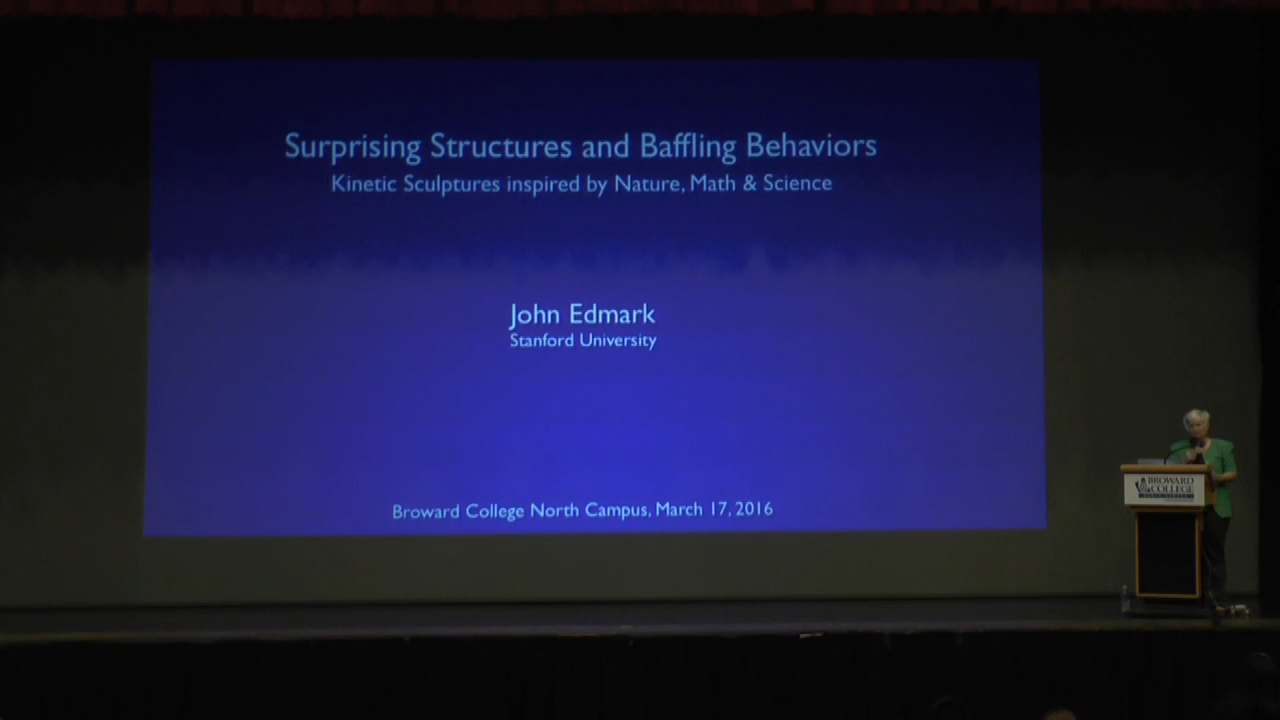 Surprising Structures and Baffling Behaviors
Kinetic Sculptures inspired by Nature, Math & Science
John Edmark
Stanford University
Broward College North Campus, March 17, 2016
BROWARD
COLLEGE